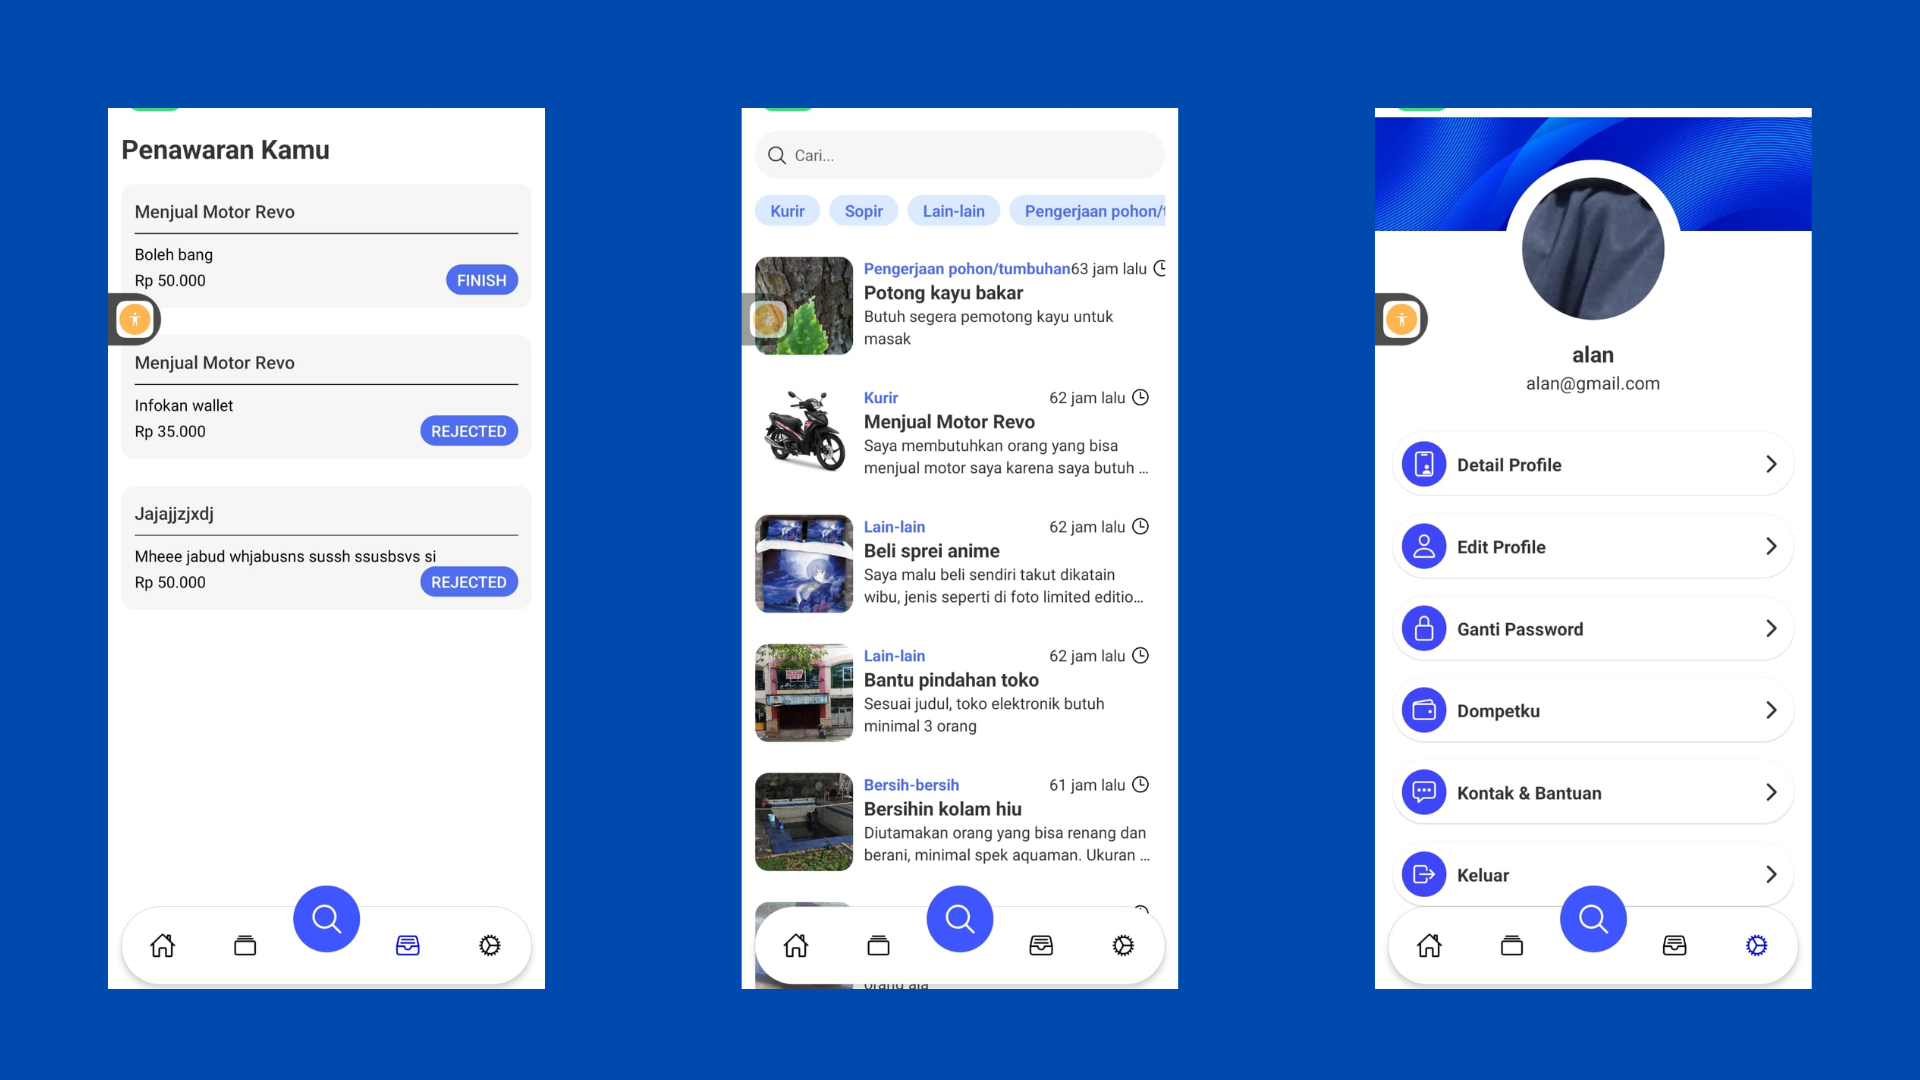 Penawaran Kamu
Menjual Motor Revo
Boleh bang
Rp 50.000
FINISH
Menjual Motor Revo
Infokan wallet
Rp 35.000
REJECTED
Jajajjzjxdj
Mheee jabud whjabusns sussh ssusbsvs si
Rp 50.000
REJECTED
Cari...
Kurir
Sopir
Lain-lain
Pengerjaan pohon/
Pengerjaan pohon/tumbuhan
63 jam lalu
Potong kayu bakar
Butuh segera pemotong kayu untuk
masak
Kurir
62 jam lalu
Menjual Motor Revo
Saya membutuhkan orang yang bisa
menjual motor saya karena saya butuh ...
Lain-lain
62 jam lalu
Beli sprei anime
Saya malu beli sendiri takut dikatain
wibu, jenis seperti di foto limited editio...
Lain-lain
62 jam lalu
Bantu pindahan toko
Sesuai judul, toko elektronik butuh
minimal 3 orang
Bersih-bersih
61 jam lalu
Bersihin kolam hiu
Diutamakan orang yang bisa renang dan
berani, minimal spek aquaman. Ukuran ...
alan
alan@gmail.com
Detail Profile
Edit Profile
Ganti Password
Dompetku
Kontak & Bantuan
Keluar